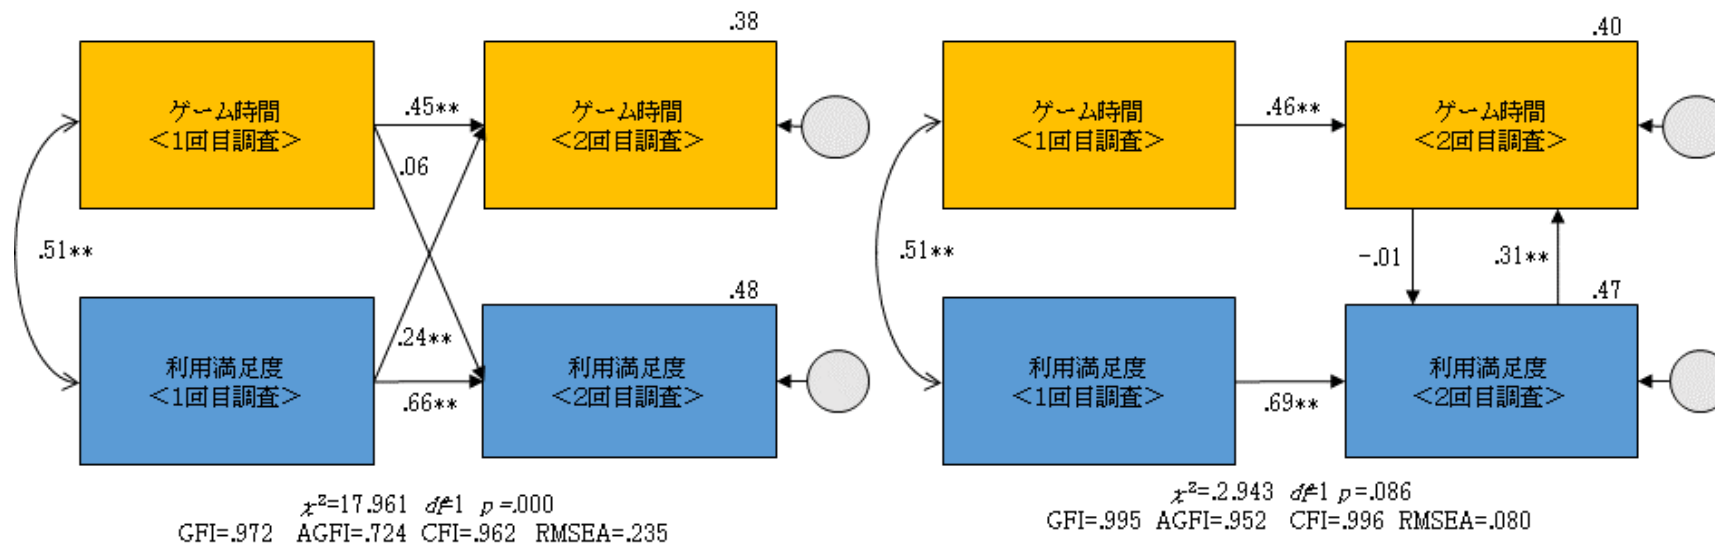 .38
ゲーム時間
<1回目調査>
.45**
ゲーム時間
<2回目調査>
.06
.51**
.48
.24**
利用満足度
<1回目調査>
.66**
利用満足度
<2回目調査>
χ²=17.961 df=1 p=.000
GFI=.972 AGFI=.724 CFI=.962 RMSEA=.235
.40
ゲーム時間
<1回目調査>
.46**
ゲーム時間
<2回目調査>
.51**
-.01
.31**
.47
利用満足度
<1回目調査>
.69**
利用満足度
<2回目調査>
χ²=.2.943 df=1 p=.086
GFI=.995 AGFI=.952 CFI=.996 RMSEA=.080